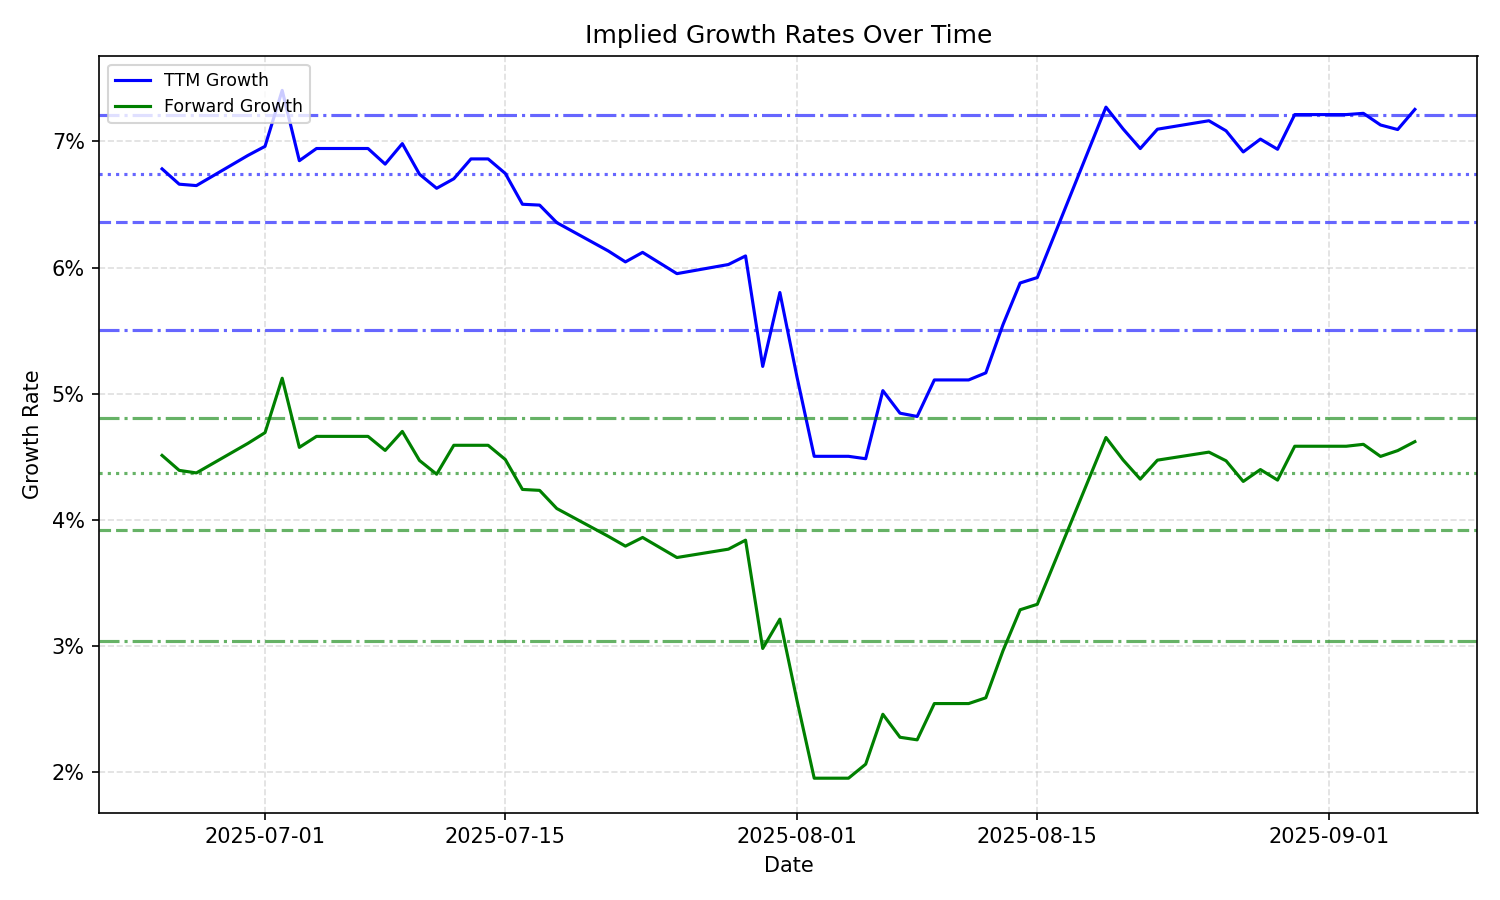 Implied Growth Rates Over Time
TTM Growth
Forward Growth
7%
6%
5%
4%
3%
2%
Growth Rate
2025-07-01
2025-07-15
2025-08-01
2025-08-15
2025-09-01
Date